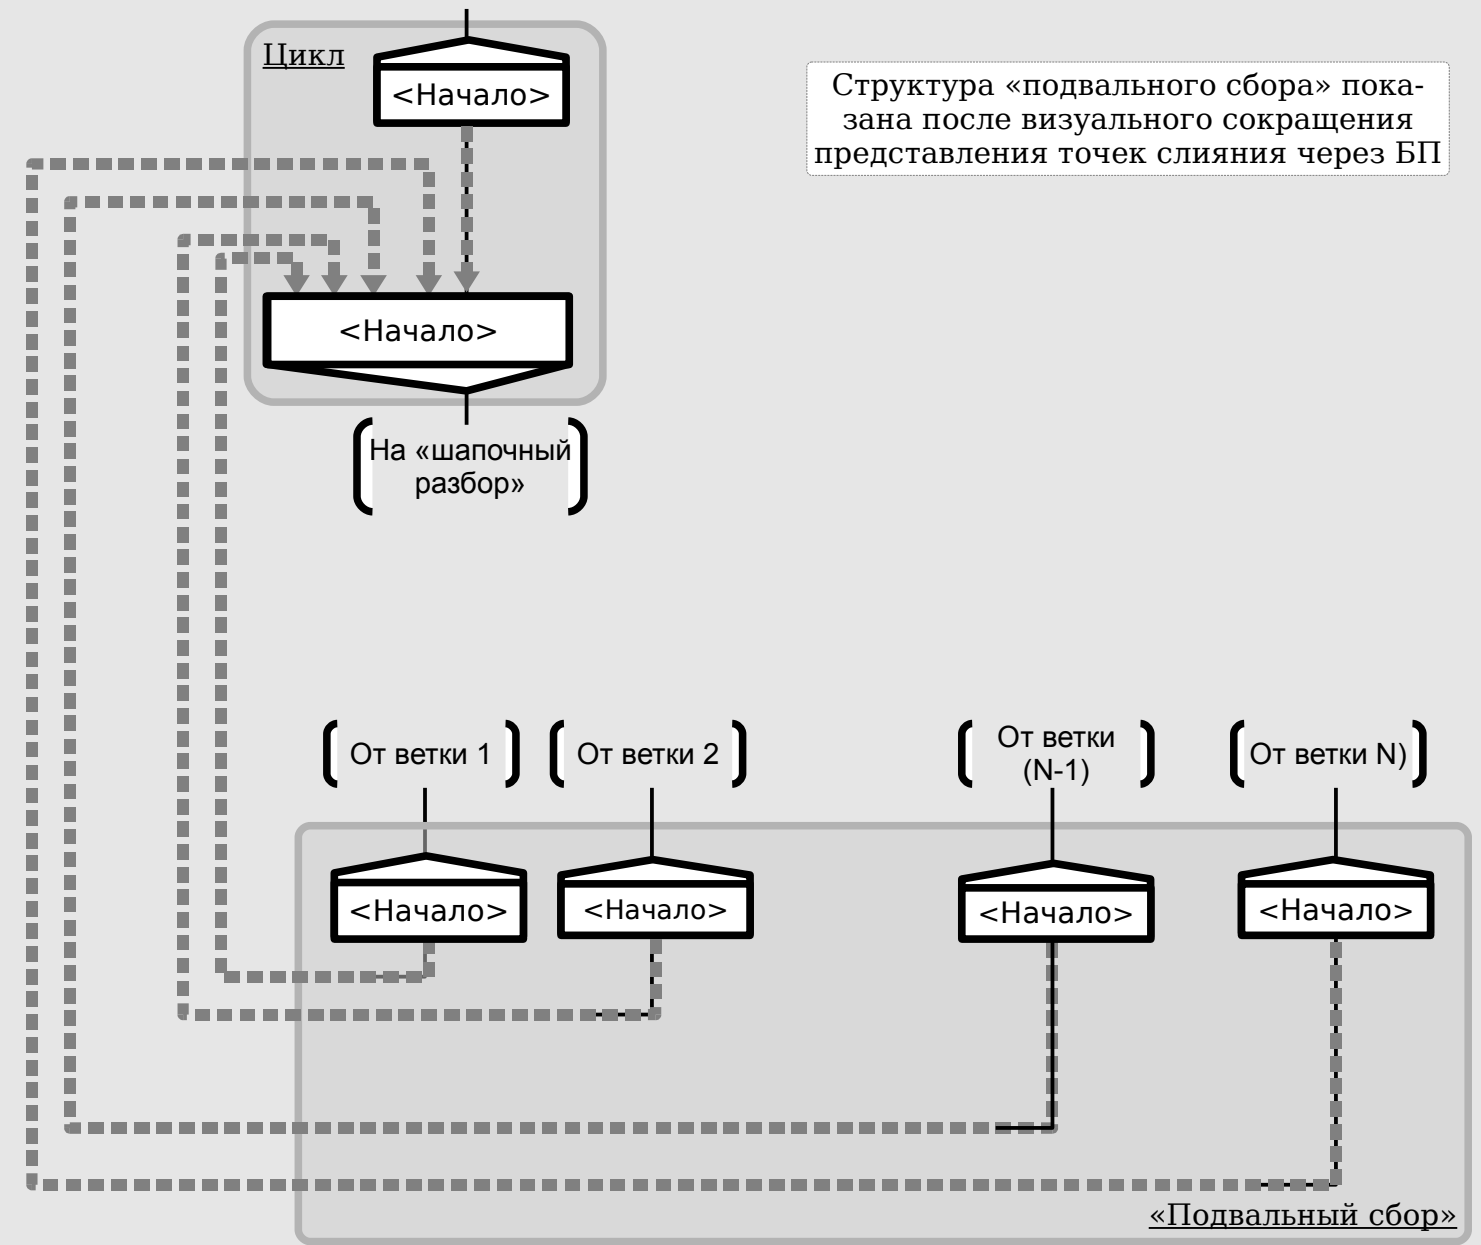 Цикл
<Начало>
Структура «подвального сбора» пока-
зана после визуального сокращения
представления точек слияния через БП
<Начало>
На «шапочный
разбор»
От ветки 1
От ветки 2
От ветки
(N-1)
От ветки N)
<Начало>
<Начало>
<Начало>
<Начало>
«Подвальный сбор»